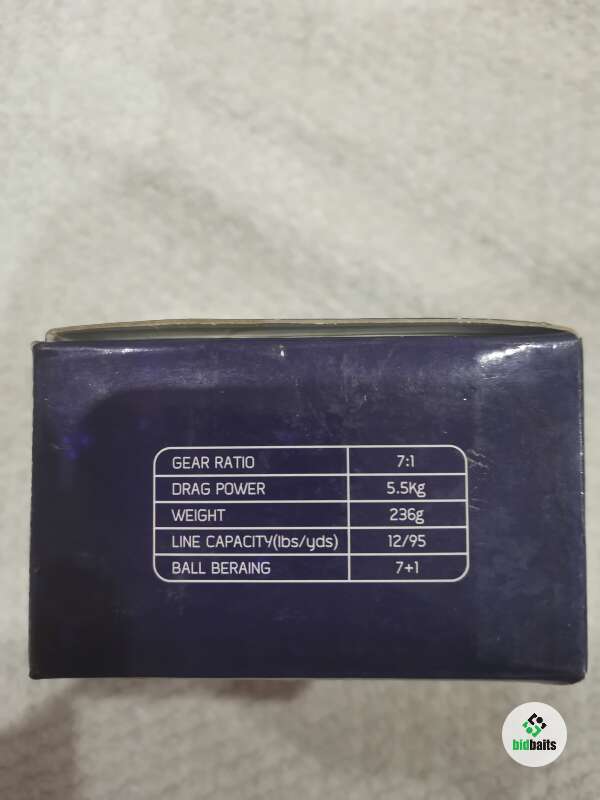 GEAR RATIO 7:1
DRAG POWER 5.5Kg
WEIGHT 236g
LINE CAPACITY(lbs/yds) 12/95
BALL BERAING 7+1
bidbaits